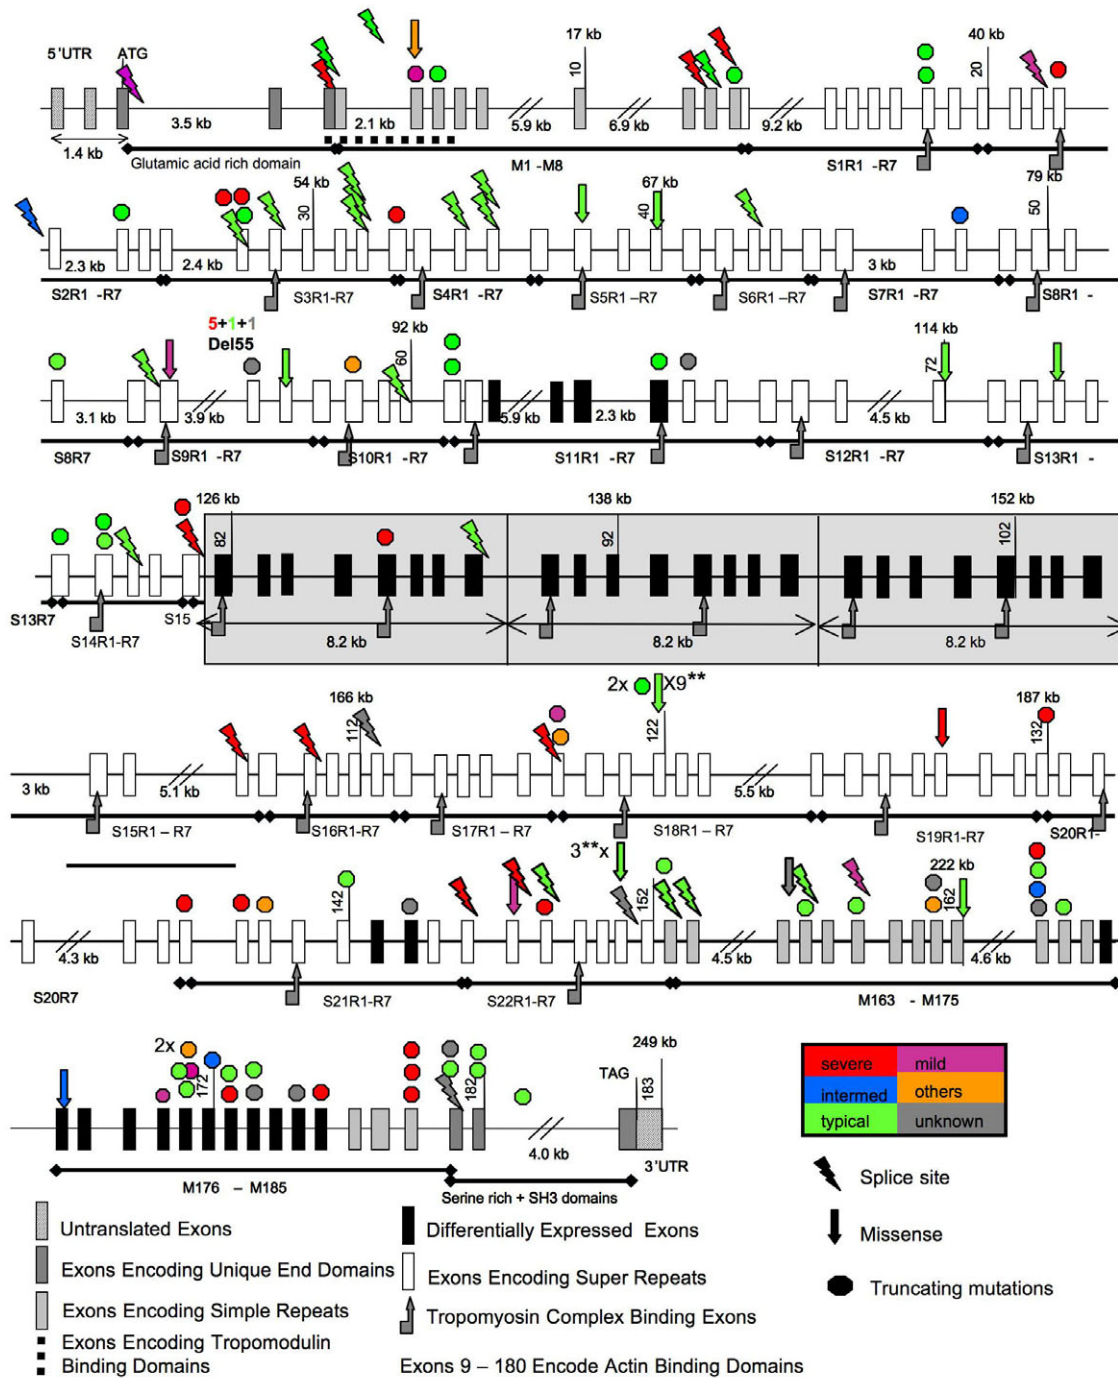 17 kb
40 kb
5'UTR
ATG
10
20
3.5 kb
2.1 kb
5.9 kb
6.9 kb
9.2 kb
1.4 kb
Glutamic acid rich domain
M1 -M8
S1R1 -R7
54 kb
67 kb
79 kb
30
40
50
2.3 kb
2.4 kb
3 kb
S2R1 -R7
S3R1-R7
S4R1 -R7
S5R1 –R7
S6R1 –R7
S7R1 -R7
S8R1 -
5+1+1
Del55
92 kb
114 kb
60
72
3.1 kb
3.9 kb
5.9 kb
2.3 kb
4.5 kb
S8R7
S9R1 -R7
S10R1 -R7
S11R1 -R7
S12R1 -R7
S13R1 -
126 kb
138 kb
152 kb
82
92
102
S13R7
S14R1-R7
S15
8.2 kb
8.2 kb
8.2 kb
2x
X9**
166 kb
187 kb
112
122
132
3 kb
5.1 kb
5.5 kb
S15R1 – R7
S16R1-R7
S17R1 – R7
S18R1 – R7
S19R1-R7
S20R1-
3**x
222 kb
142
152
162
4.3 kb
4.5 kb
4.6 kb
S20R7
S21R1-R7
S22R1-R7
M163 - M175
2x
249 kb
TAG
172
182
183
4.0 kb
3'UTR
M176 – M185
Serine rich + SH3 domains
severe
mild
intermed
others
typical
unknown
Splice site
Missense
Truncating mutations
Untranslated Exons
Differentially Expressed Exons
Exons Encoding Unique End Domains
Exons Encoding Super Repeats
Exons Encoding Simple Repeats
Tropomyosin Complex Binding Exons
Exons Encoding Tropomodulin
Binding Domains
Exons 9 – 180 Encode Actin Binding Domains